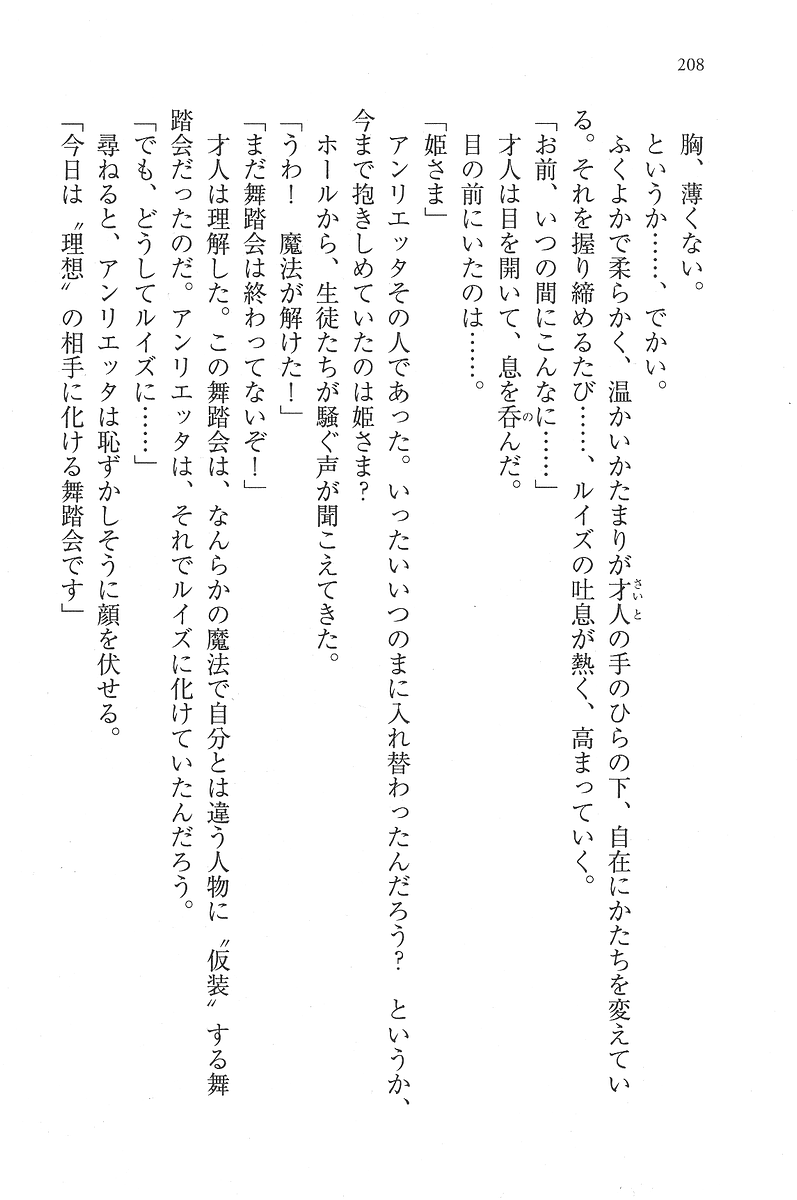 208
胸、薄くない。
というか……、でかい。
ふくよかで柔らかく、温かいかたまりが才人の手のひらの下、自在にかたちを変えてい
る。それを握り締めるたび……、ルイズの吐息が熱く、高まっていく。
「お前、いつの間にこんなに……」
才人は目を開いて、息を呑んだ。
目の前にいたのは……。
「姫さま」
アンリエッタその人であった。いったいいつのまに入れ替わったんだろう？　というか、
今まで抱きしめていたのは姫さま？
ホールから、生徒たちが騒ぐ声が聞こえてきた。
「うわ！　魔法が解けた！」
「まだ舞踏会は終わってないぞ！」
才人は理解した。この舞踏会は、なんらかの魔法で自分とは違う人物に〝仮装〟する舞
踏会だったのだ。アンリエッタは、それでルイズに化けていたんだろう。
「でも、どうしてルイズに……」
尋ねると、アンリエッタは恥ずかしそうに顔を伏せる。
「今日は〝理想〟の相手に化ける舞踏会です」
さいと
の